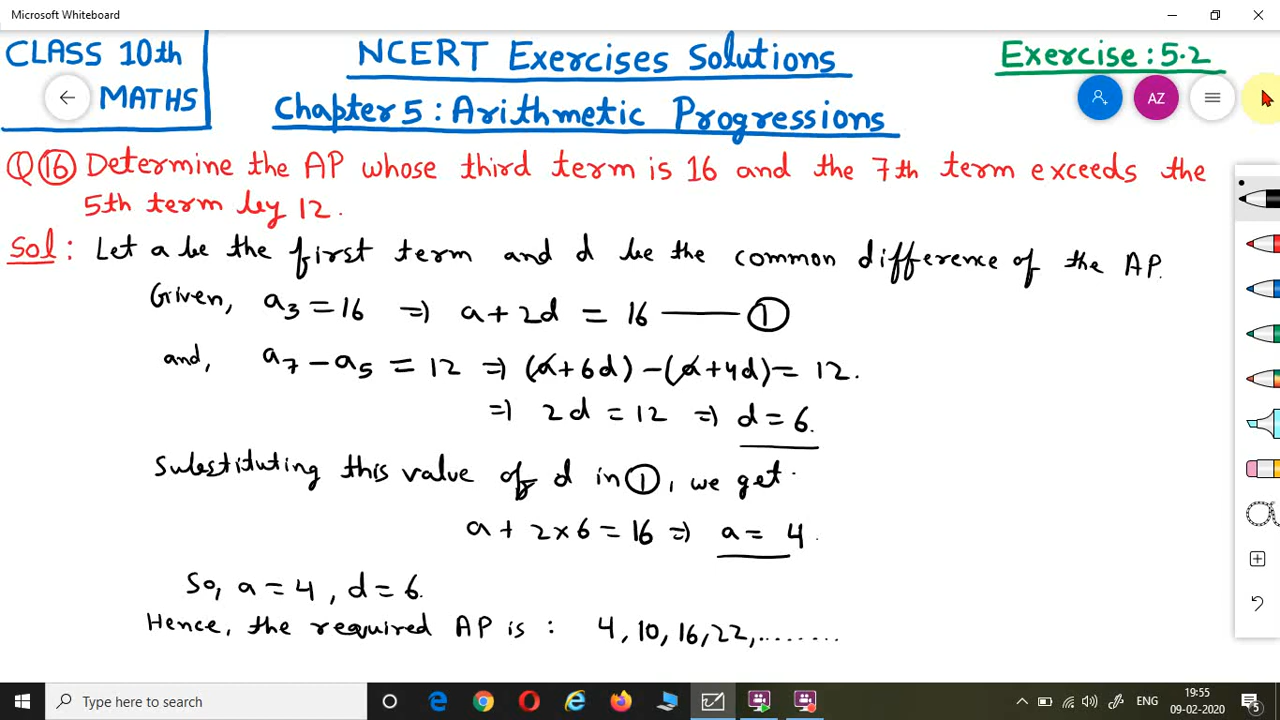 Microsoft Whiteboard
CLASS 10th
MATHS
NCERT Exercises Solutions
Chapter 5 : Arithmetic Progressions
Exercise : 5.2
AZ
Q 16 Determine the AP whose third term is 16 and the 7th term exceeds the
5th term by 12.
Sol : Let a be the first term and d be the common difference of the AP.
Given, a₃ = 16 ⇒ a + 2d = 16 —— ①
and, a₇ – a₅ = 12 ⇒ (a + 6d) – (a + 4d) = 12.
⇒ 2d = 12 ⇒ d = 6.
Substituting this value of d in ①, we get
a + 2 × 6 = 16 ⇒ a = 4.
So, a = 4, d = 6.
Hence, the required AP is : 4, 10, 16, 22, ........
Type here to search
ENG
19:55
09-02-2020
5